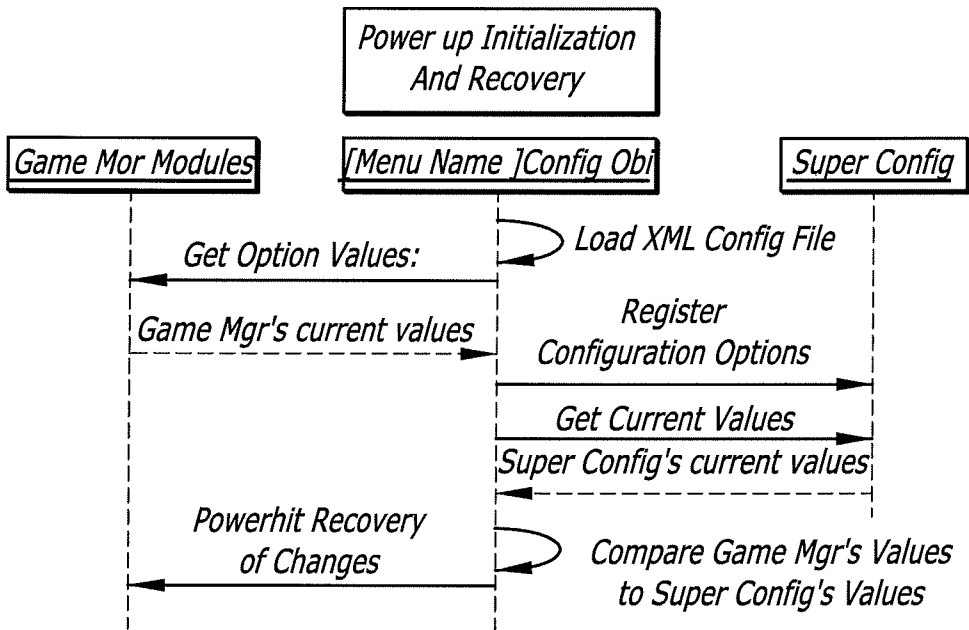 Power up Initialization
And Recovery
Game Mor Modules
[Menu Name ]Config Obi
Super Config
Load XML Config File
Get Option Values:
Game Mgr's current values
Register
Configuration Options
Get Current Values
Super Config's current values
Powerhit Recovery
of Changes
Compare Game Mgr's Values
to Super Config's Values